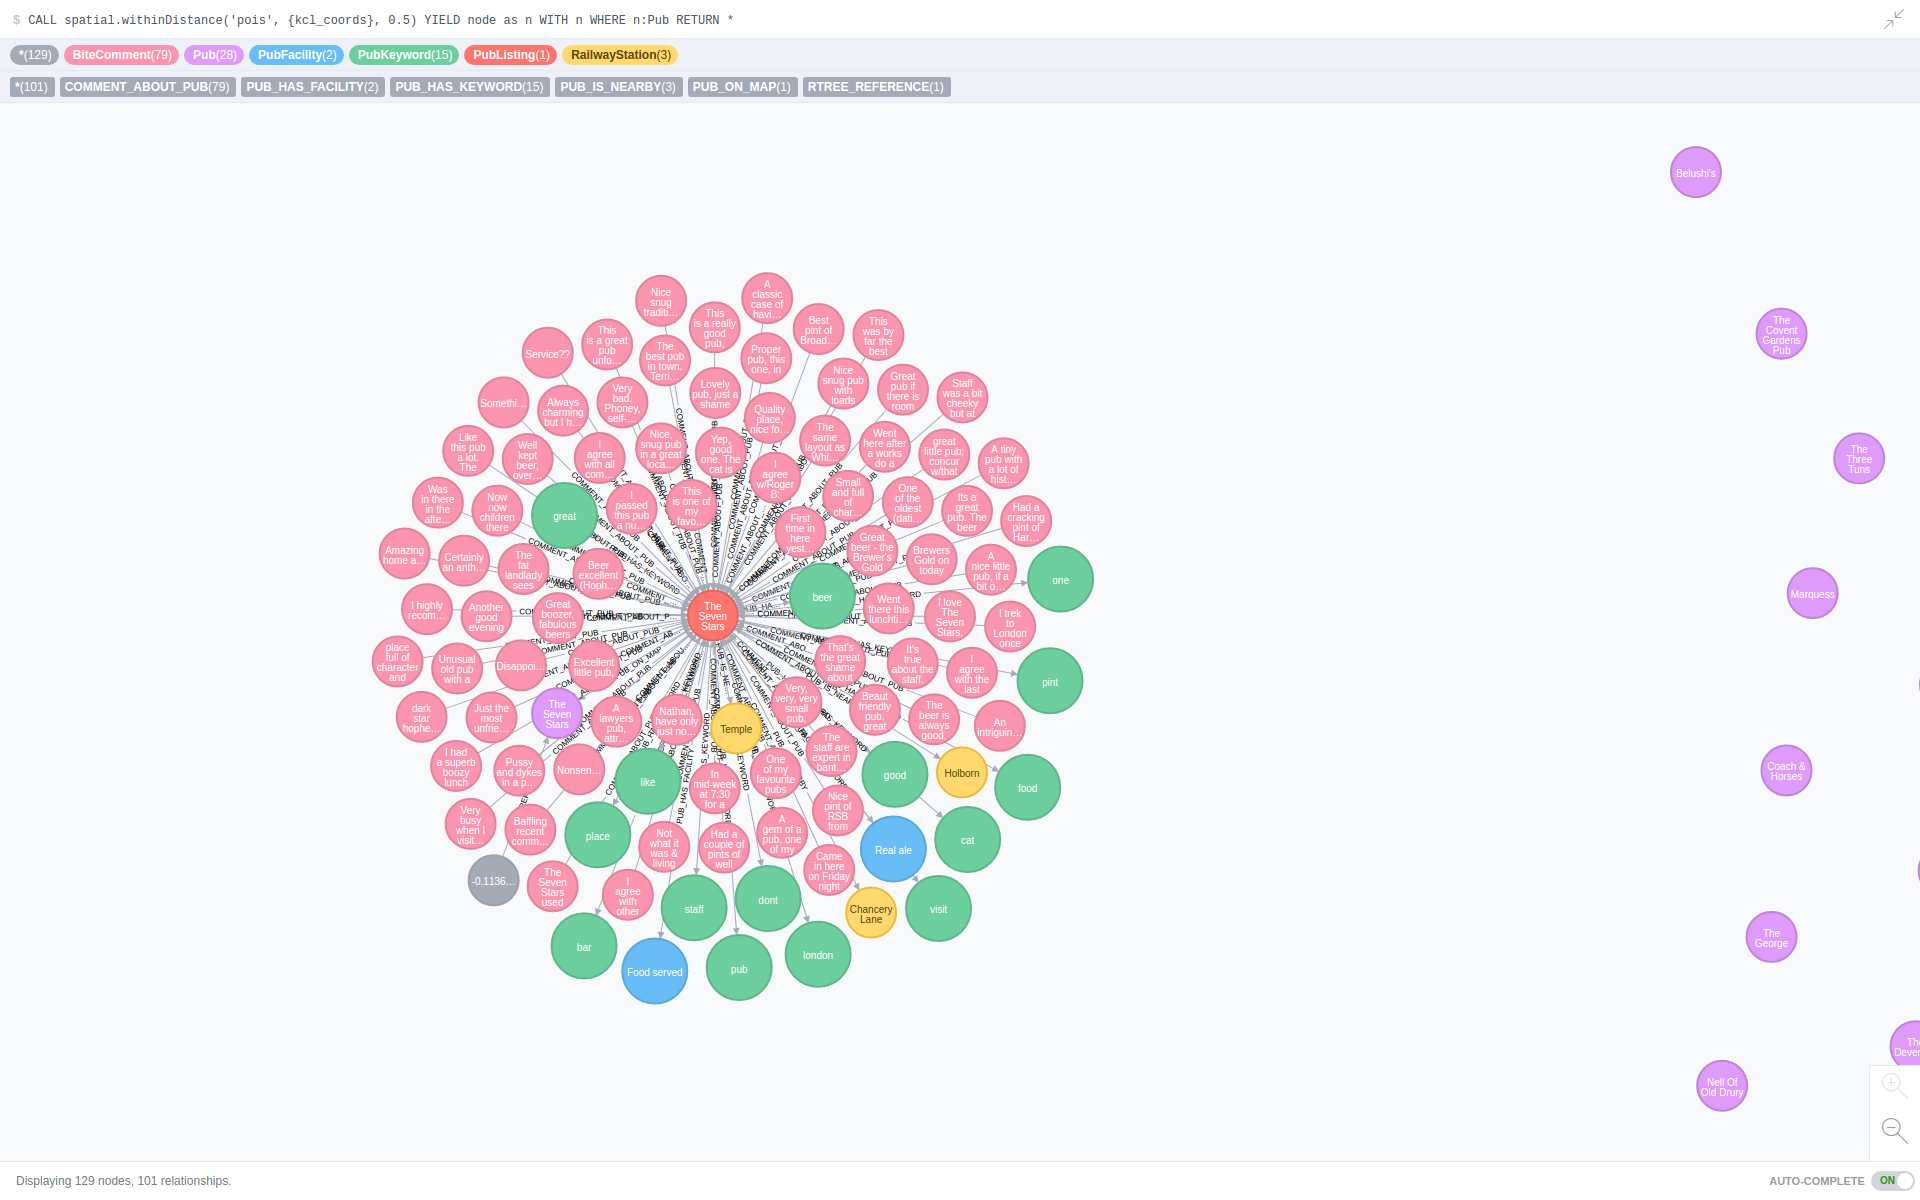 $ CALL spatial.withinDistance('pois', {kcl_coords}, 0.5) YIELD node as n WITH n WHERE n:Pub RETURN *
*(129) BiteComment(79) Pub(28) PubFacility(2) PubKeyword(15) PubListing(1) RailwayStation(3)
*(101) COMMENT_ABOUT_PUB(79) PUB_HAS_FACILITY(2) PUB_HAS_KEYWORD(15) PUB_IS_NEARBY(3) PUB_ON_MAP(1) RTREE_REFERENCE(1)
Belushi's
The
Covent
Gardens
Pub
The
Three
Tuns
Marquess
Coach &
Horses
The
George
Nell Of
Old Drury
Nice
snug
traditi…
A
classic
case of
havi…
This
is a really
good
pub,
Best
pint of
Broad…
This
was by
far the
best
This
is a great
pub
unfo…
Service??
The
best pub
in town.
Terri…
Proper
pub, this
one, in
Nice
snug pub
with
loads
Great
pub if
there is
room
Staff
was a bit
cheeky
but at
Somethi…
Always
charming
but I h…
Very
bad.
Phoney,
self-…
Lovely
pub, just a
shame
Quality
place,
nice fo…
The
same
layout as
Whi…
Went
here after
a works
do a
great
little pub;
concur
w/that
A tiny
pub with
a lot of
hist…
Like
this pub
a lot.
The
Well
kept
beer,
over…
I
agree
with all
com…
Nice,
snug pub
in a great
loca…
Yep,
good
one. The
cat is
I
agree
w/Roger
B:
Small
and full
of
char…
One
of the
oldest
(dati…
Its a
great
pub. The
beer
Had a
cracking
pint of
Har…
Was
in there
in the
afte…
Now
now
children
there
great
I
passed
this pub
a nu…
This
is one of
my
favo…
First
time in
here
yest…
Great
beer - the
Brewer's
Gold
Brewers
Gold on
today
A
nice little
pub, if a
bit o…
one
Amazing
home a…
Certainly
an anth…
The
fat
landlady
sees
Beer
excellent
(Hoph…
beer
I highly
recom…
Another
good
evening
Great
boozer,
fabulous
beers
The
Seven
Stars
Went
there this
lunchti…
I love
The
Seven
Stars,
I trek
to
London
once
place
full of
character
and
Unusual
old pub
with a
Disappoi…
Excellent
little pub,
That's
the great
shame
about
It's
true
about the
staff.
I
agree
with the
last
pint
dark
star
hophe…
Just the
most
unfrie…
The
Seven
Stars
A
lawyers
pub,
attr…
Nathan,
have only
just no…
Temple
Very,
very, very
small
pub,
Beaut
friendly
pub,
great
The
beer is
always
good.
An
intriguin…
I had
a superb
boozy
lunch
Pussy
and dykes
in a p…
Nonsen…
like
In
mid-week
at 7:30
for a
One
of my
favourite
pubs
The
staff are
expert in
bant…
good
Holborn
food
Very
busy
when I
visit…
Baffling
recent
comm…
place
Not
what it
was &
living
Had a
couple of
pints of
well
A
gem of a
pub, one
of my
Nice
pint of
RSB
from
Real ale
cat
-0.1136…
The
Seven
Stars
used
I
agree
with
other
staff
dont
Came
in here
on Friday
night
Chancery
Lane
visit
bar
Food served
pub
london
Displaying 129 nodes, 101 relationships.
AUTO-COMPLETE ON